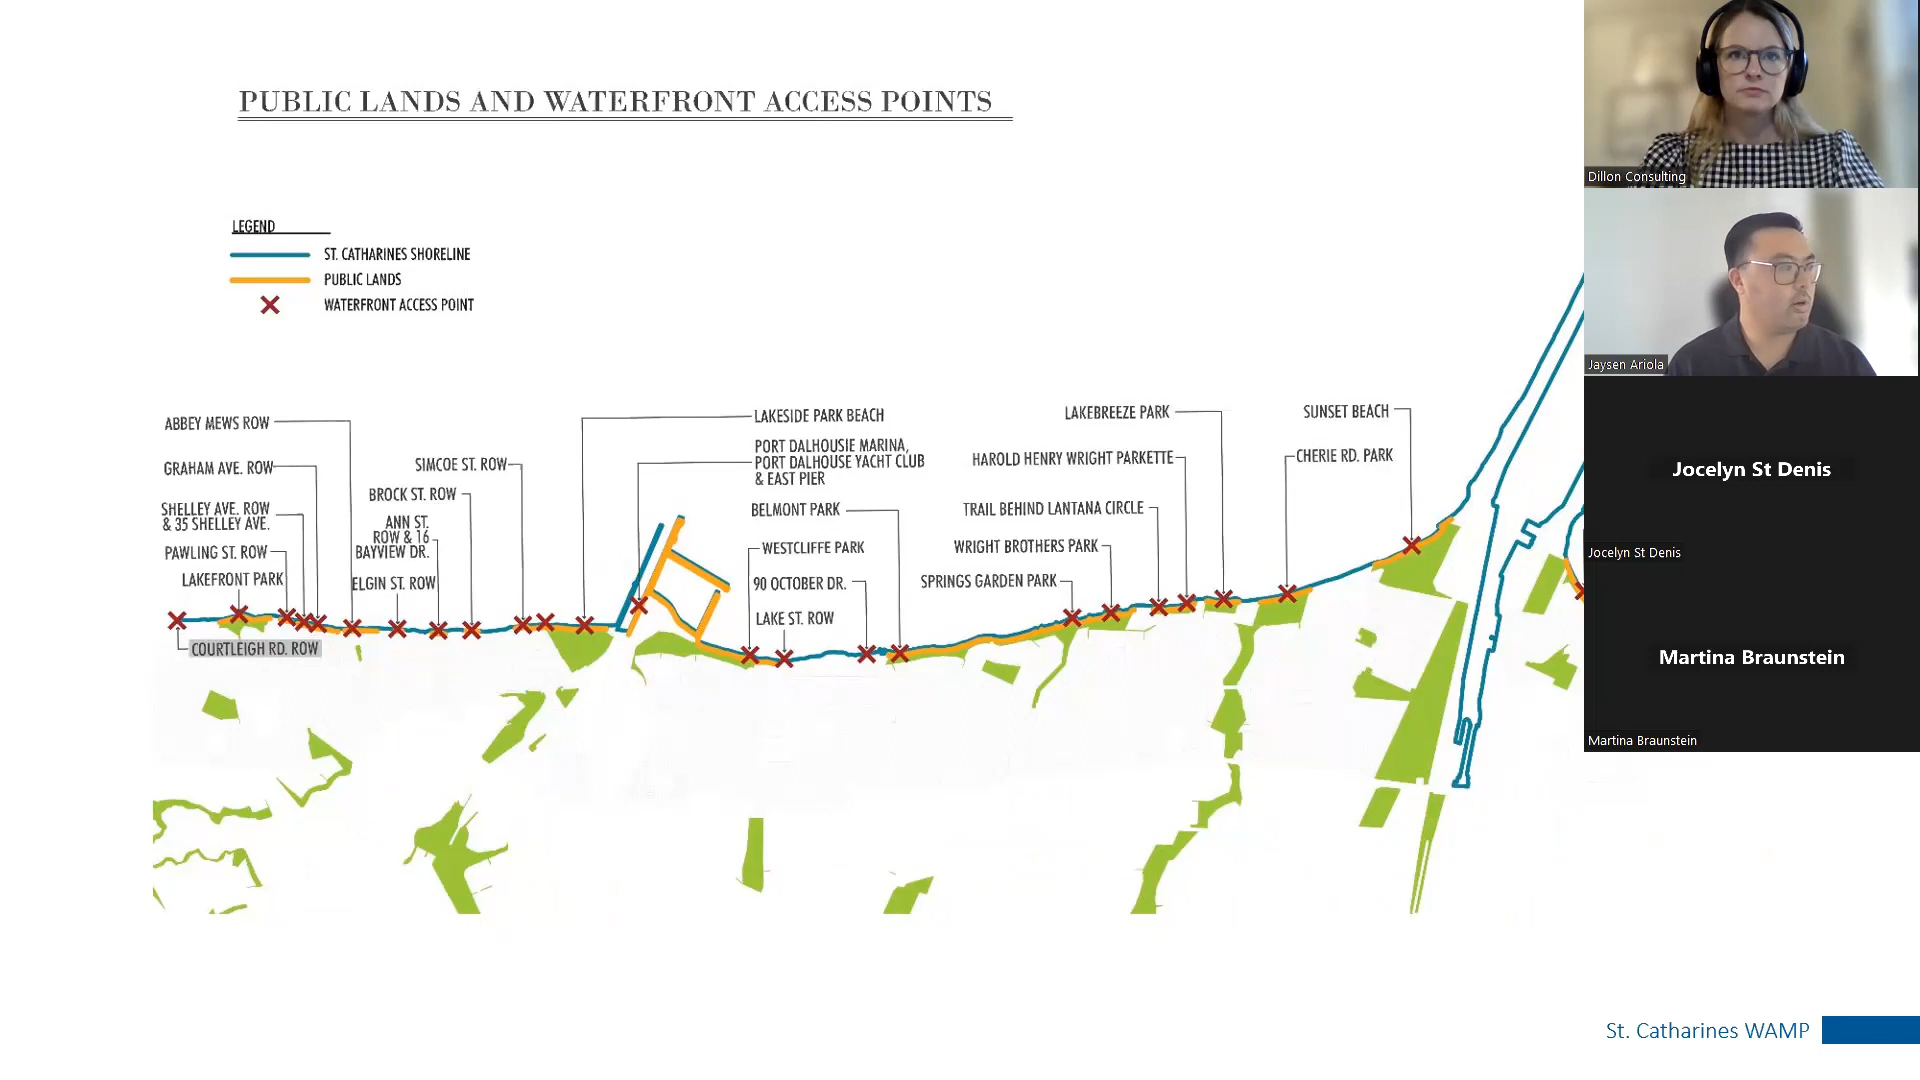 PUBLIC LANDS AND WATERFRONT ACCESS POINTS
LEGEND
ST. CATHARINES SHORELINE
PUBLIC LANDS
WATERFRONT ACCESS POINT
ABBEY MEWS ROW
GRAHAM AVE. ROW
SHELLEY AVE. ROW
& 35 SHELLEY AVE.
PAWLING ST. ROW
LAKEFRONT PARK
COURTLEIGH RD. ROW
SIMCOE ST. ROW
BROCK ST. ROW
ANN ST.
ROW & 16
BAYVIEW DR.
ELGIN ST. ROW
LAKESIDE PARK BEACH
PORT DALHOUSIE MARINA,
PORT DALHOUSE YACHT CLUB
& EAST PIER
BELMONT PARK
WESTCLIFFE PARK
90 OCTOBER DR.
LAKE ST. ROW
LAKEBREEZE PARK
HAROLD HENRY WRIGHT PARKETTE
TRAIL BEHIND LANTANA CIRCLE
WRIGHT BROTHERS PARK
SPRINGS GARDEN PARK
SUNSET BEACH
CHERIE RD. PARK
Dillon Consulting
Jaysen Ariola
Jocelyn St Denis
Jocelyn St Denis
Martina Braunstein
Martina Braunstein
St. Catharines WAMP